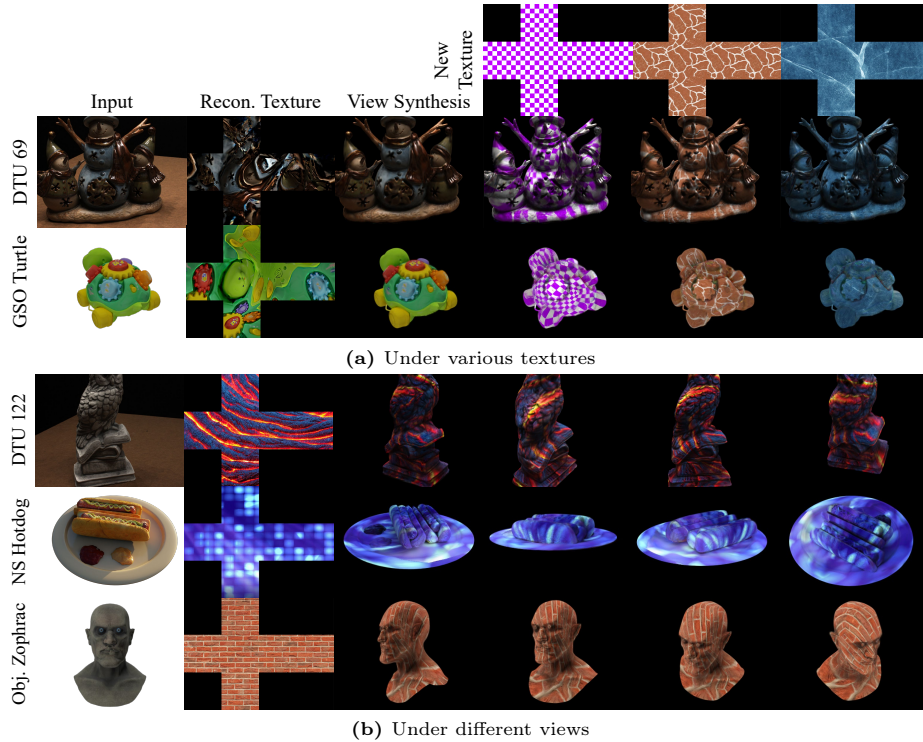 New
Texture
Input
Recon. Texture
View Synthesis
DTU 69
GSO Turtle
(a) Under various textures
DTU 122
NS Hotdog
Obj. Zophrac
(b) Under different views